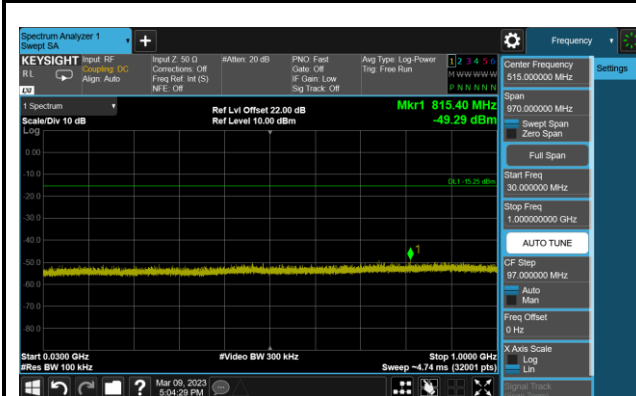 Spectrum Analyzer 1
Swept SA
+
Frequency
KEYSIGHT
RL
Input: RF
Coupling: DC
Align: Auto
Input Z: 50 Ω
Corrections: Off
Freq Ref: Int (S)
NFE: Off
#Atten: 20 dB
PNO: Fast
Gate: Off
IF Gain: Low
Sig Track: Off
Avg Type: Log-Power
Trig: Free Run
1 2 3 4 5 6
M W W W W W
P N N N N N
LXI
1 Spectrum
Scale/Div 10 dB
Ref Lvl Offset 22.00 dB
Ref Level 10.00 dBm
Mkr1 815.40 MHz
-49.29 dBm
Log
0.00
-10.0
-20.0
-30.0
-40.0
-50.0
-60.0
-70.0
-80.0
DL1 -15.25 dBm
1
Start 0.0300 GHz
#Res BW 100 kHz
#Video BW 300 kHz
Stop 1.0000 GHz
Sweep ~4.74 ms (32001 pts)
?
Mar 09, 2023
5:04:29 PM
Center Frequency
515.000000 MHz
Span
970.000000 MHz
Swept Span
Zero Span
Full Span
Start Freq
30.000000 MHz
Stop Freq
1.000000000 GHz
AUTO TUNE
CF Step
97.000000 MHz
Auto
Man
Freq Offset
0 Hz
X Axis Scale
Log
Lin
Signal Track
Settings